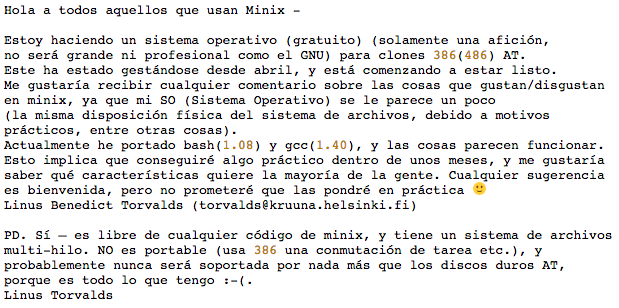 Hola a todos aquellos que usan Minix -
Estoy haciendo un sistema operativo (gratuito) (solamente una afición,
no será grande ni profesional como el GNU) para clones 386(486) AT.
Este ha estado gestándose desde abril, y está comenzando a estar listo.
Me gustaría recibir cualquier comentario sobre las cosas que gustan/disgustan
en minix, ya que mi SO (Sistema Operativo) se le parece un poco
(la misma disposición física del sistema de archivos, debido a motivos
prácticos, entre otras cosas).
Actualmente he portado bash(1.08) y gcc(1.40), y las cosas parecen funcionar.
Esto implica que conseguiré algo práctico dentro de unos meses, y me gustaría
saber qué características quiere la mayoría de la gente. Cualquier sugerencia
es bienvenida, pero no prometeré que las pondré en práctica 🙂
Linus Benedict Torvalds (torvalds@kruuna.helsinki.fi)
PD. Sí – es libre de cualquier código de minix, y tiene un sistema de archivos
multi-hilo. NO es portable (usa 386 una conmutación de tarea etc.), y
probablemente nunca será soportada por nada más que los discos duros AT,
porque es todo lo que tengo :-(.
Linus Torvalds